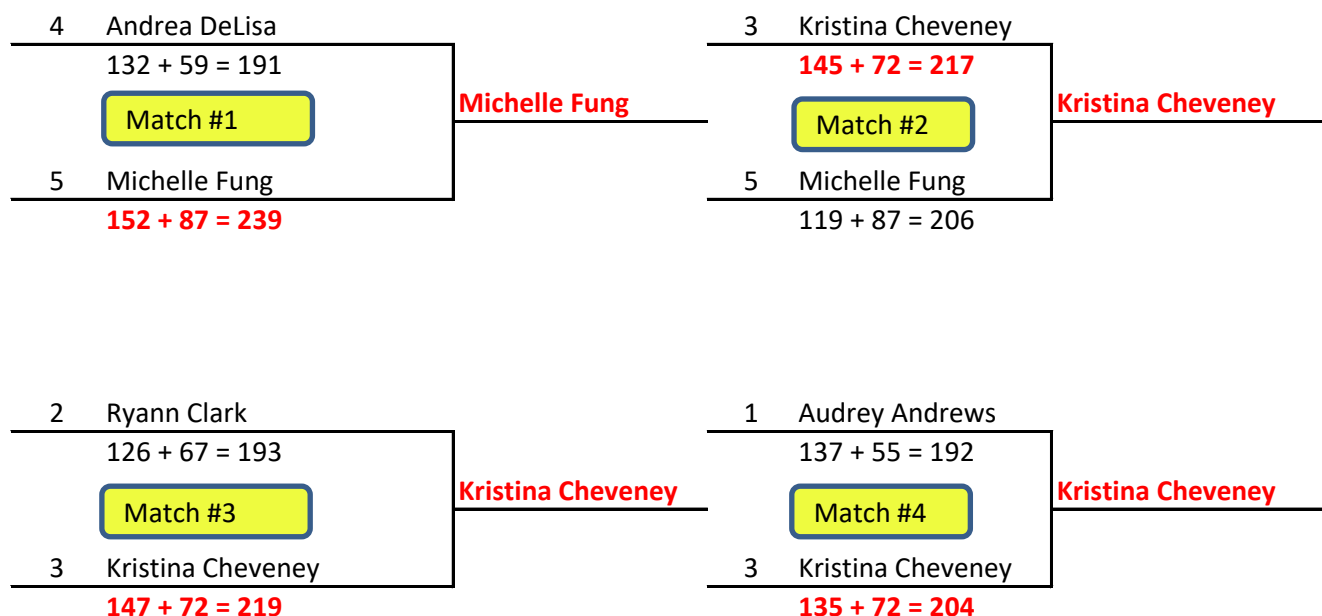 4 Andrea DeLisa
132 + 59 = 191
Match #1
Michelle Fung
5 Michelle Fung
152 + 87 = 239
3 Kristina Cheveney
145 + 72 = 217
Match #2
Kristina Cheveney
5 Michelle Fung
119 + 87 = 206
2 Ryann Clark
126 + 67 = 193
Match #3
Kristina Cheveney
3 Kristina Cheveney
147 + 72 = 219
1 Audrey Andrews
137 + 55 = 192
Match #4
Kristina Cheveney
3 Kristina Cheveney
135 + 72 = 204